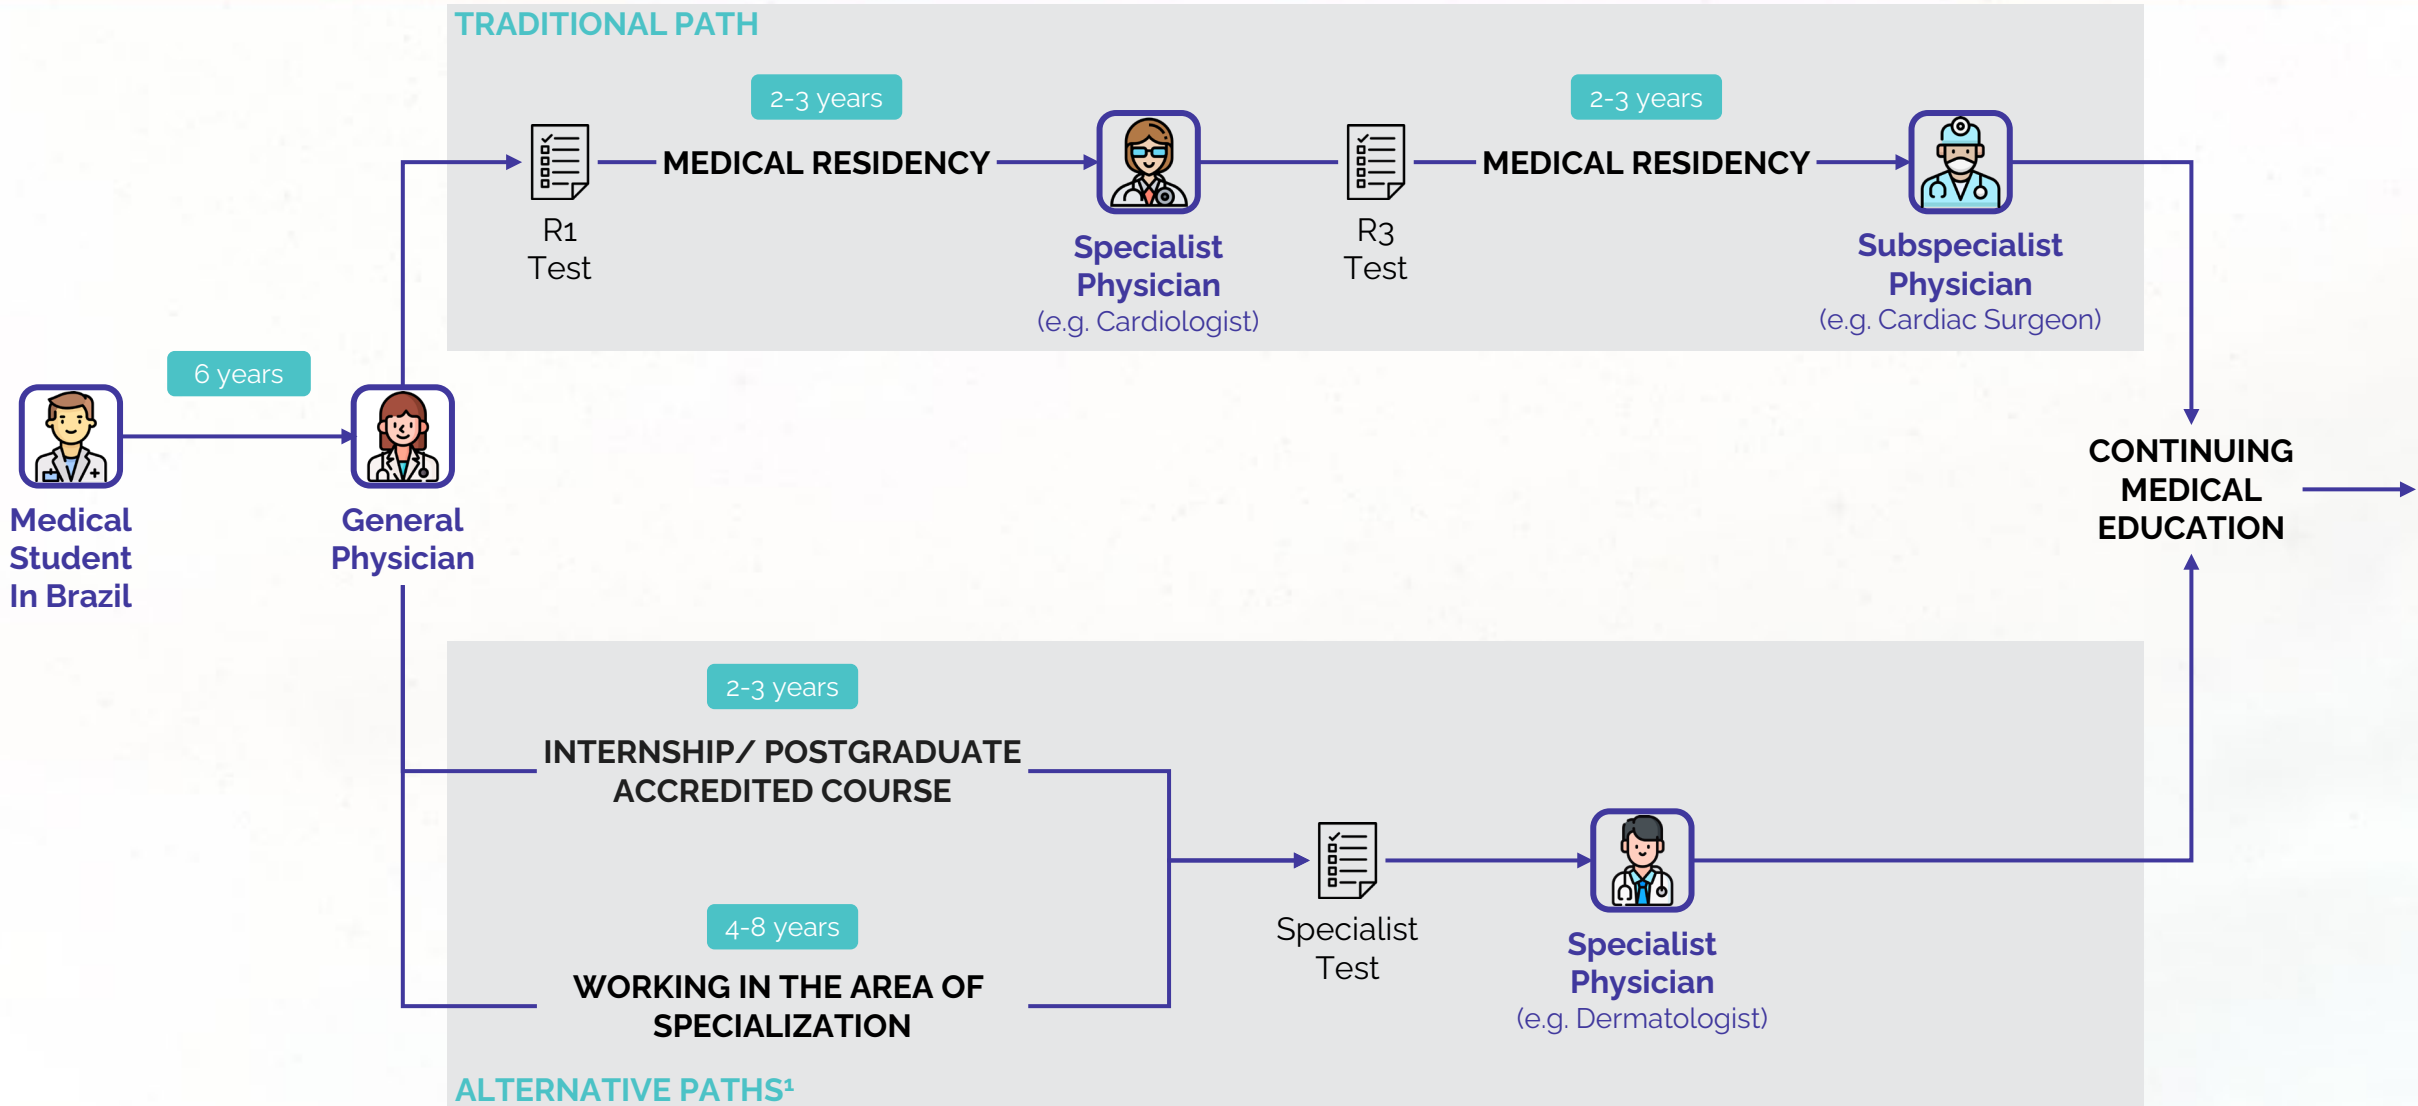 TRADITIONAL PATH
2-3 years
2-3 years
MEDICAL RESIDENCY
MEDICAL RESIDENCY
R1
Test
Specialist
Physician
(e.g. Cardiologist)
R3
Test
Subspecialist
Physician
(e.g. Cardiac Surgeon)
6 years
Medical
Student
In Brazil
General
Physician
CONTINUING
MEDICAL
EDUCATION
2-3 years
INTERNSHIP/ POSTGRADUATE
ACCREDITED COURSE
4-8 years
WORKING IN THE AREA OF
SPECIALIZATION
Specialist
Test
Specialist
Physician
(e.g. Dermatologist)
ALTERNATIVE PATHS¹